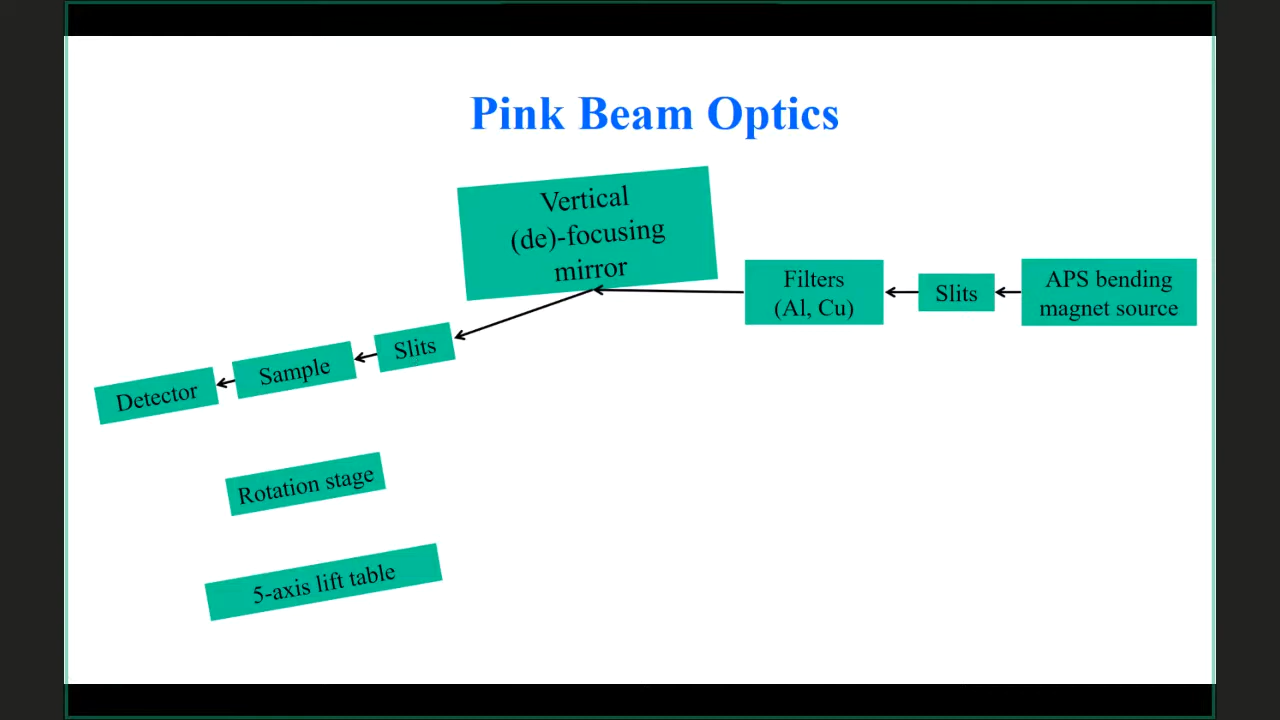 Pink Beam Optics
Vertical
(de)-focusing
mirror
Filters
(Al, Cu)
Slits
APS bending
magnet source
Slits
Sample
Detector
Rotation stage
5-axis lift table